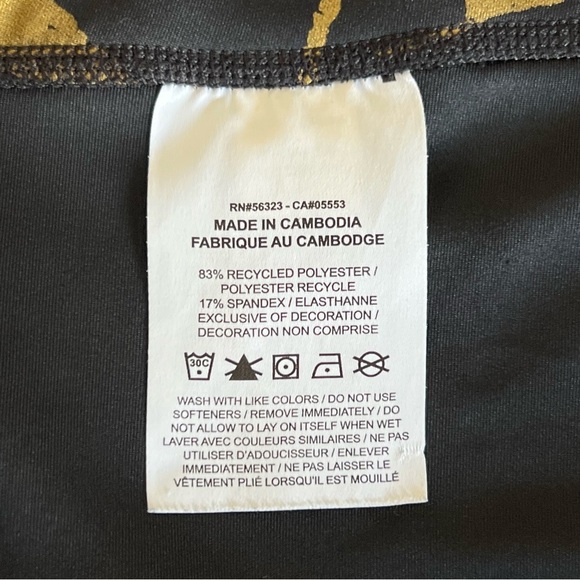 RN#56323 - CA#05553
MADE IN CAMBODIA
FABRIQUE AU CAMBODGE
83% RECYCLED POLYESTER /
POLYESTER RECYCLE
17% SPANDEX / ELASTHANNE
EXCLUSIVE OF DECORATION /
DECORATION NON COMPRISE
30C
WASH WITH LIKE COLORS / DO NOT USE
SOFTENERS / REMOVE IMMEDIATELY / DO
NOT ALLOW TO LAY ON ITSELF WHEN WET
LAVER AVEC COULEURS SIMILAIRES / NE PAS
UTILISER D'ADOUCISSEUR / ENLEVER
IMMEDIATEMENT / NE PAS LAISSER LE
VÊTEMENT PLIÉ LORSQU'IL EST MOUILLÉ